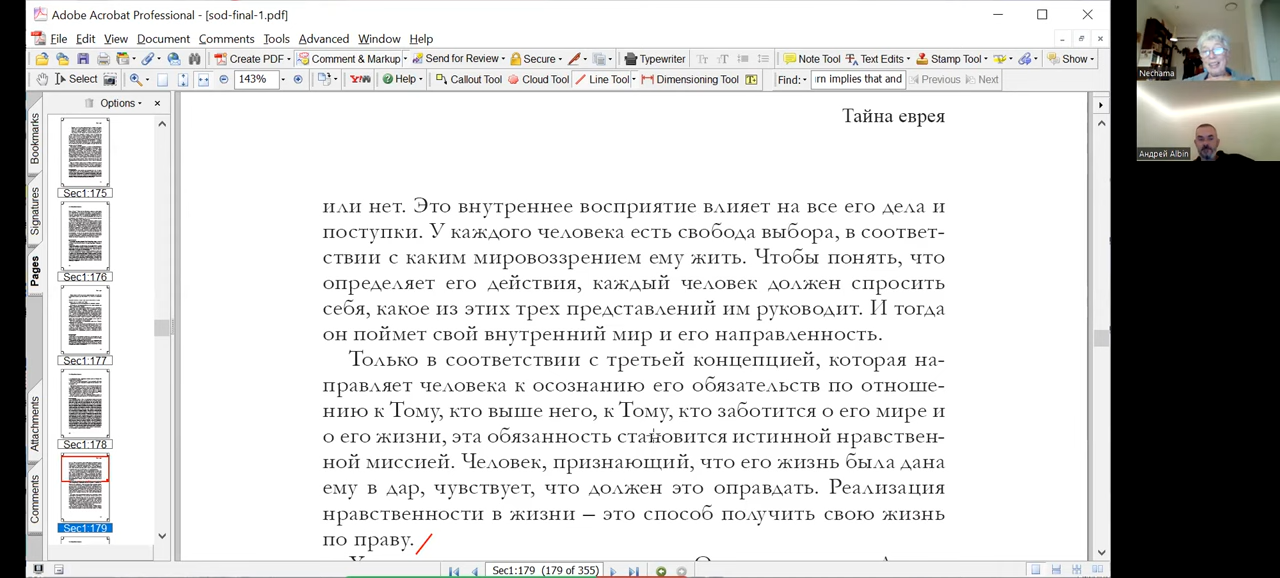 Adobe Acrobat Professional - [sod-final-1.pdf]
File Edit View Document Comments Tools Advanced Window Help
Create PDF Comment & Markup Send for Review Secure Typewriter Note Tool Text Edits Stamp Tool Show
Select 143% Help Callout Tool Cloud Tool Line Tool Dimensioning Tool Find: rn implies that and Previous Next
Options
Bookmarks
Signatures
Pages
Attachments
Comments
Sec1:175
Sec1:176
Sec1:177
Sec1:178
Sec1:179
Тайна еврея
или нет. Это внутреннее восприятие влияет на все его дела и
поступки. У каждого человека есть свобода выбора, в соответ-
ствии с каким мировоззрением ему жить. Чтобы понять, что
определяет его действия, каждый человек должен спросить
себя, какое из этих трех представлений им руководит. И тогда
он поймет свой внутренний мир и его направленность.
Только в соответствии с третьей концепцией, которая на-
правляет человека к осознанию его обязательств по отноше-
нию к Тому, кто выше него, к Тому, кто заботится о его мире и
о его жизни, эта обязанность становится истинной нравствен-
ной миссией. Человек, признающий, что его жизнь была дана
ему в дар, чувствует, что должен это оправдать. Реализация
нравственности в жизни – это способ получить свою жизнь
по праву.
Sec1:179 (179 of 355)
Nechama
Андрей Albin